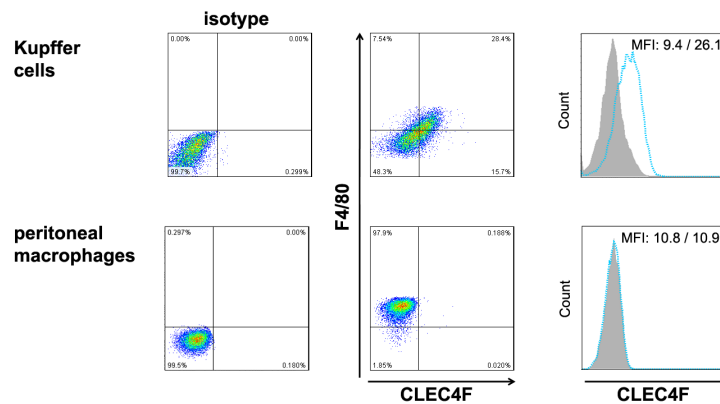 isotype
Kupffer
cells
0.00% 0.00%
99.7% 0.299%
7.54% 28.4%
48.3% 15.7%
MFI: 9.4 / 26.1
Count
F4/80
peritoneal
macrophages
0.297% 0.00%
99.5% 0.180%
97.9% 0.188%
1.85% 0.020%
MFI: 10.8 / 10.9
Count
CLEC4F
CLEC4F